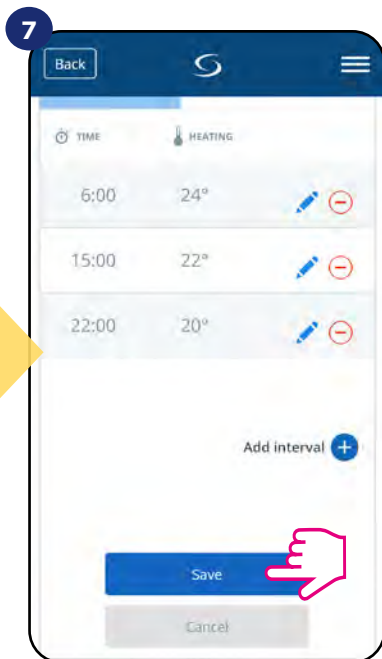 7
Back
TIME HEATING
6:00 24°
15:00 22°
22:00 20°
Add interval
Save
Cancel